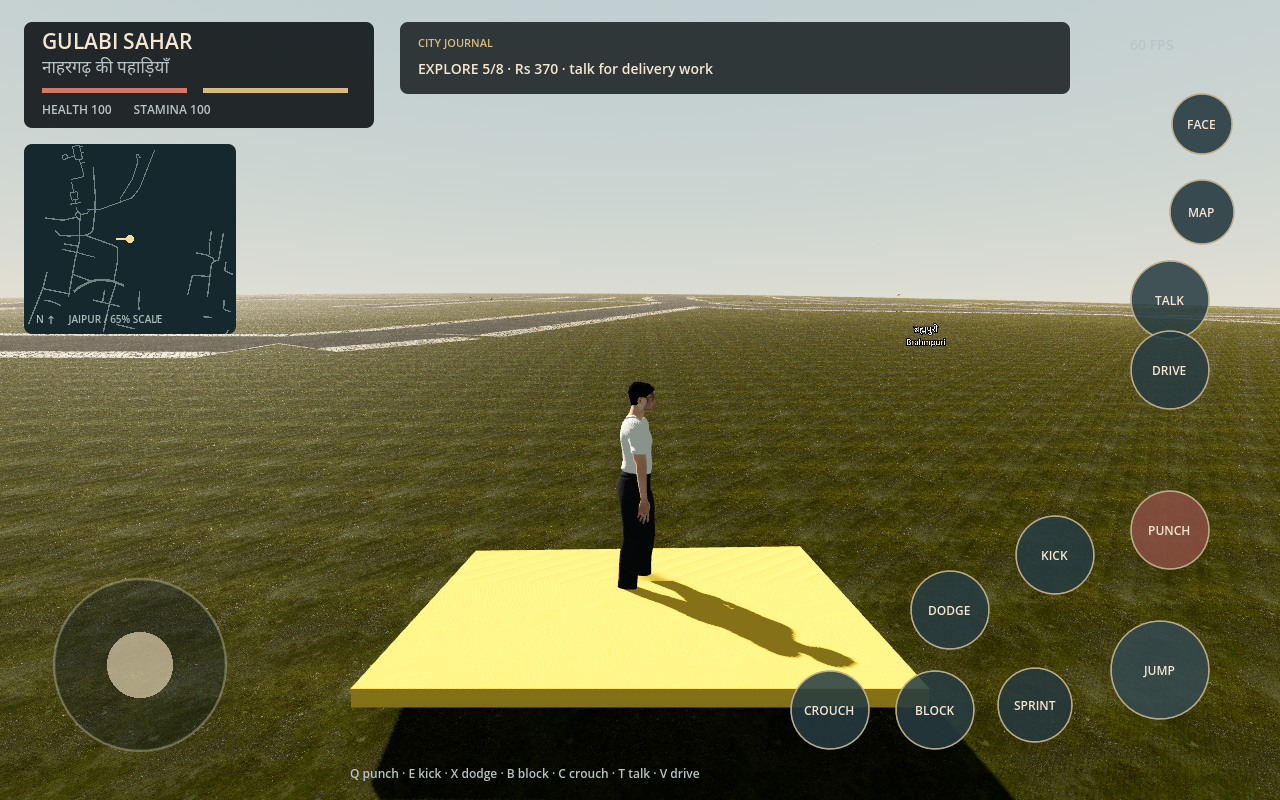 GULABI SAHAR
नाहरगढ़ की पहाड़ियाँ
HEALTH 100 STAMINA 100
CITY JOURNAL
EXPLORE 5/8 · Rs 370 · talk for delivery work
60 FPS
N ↑ JAIPUR / 65% SCALE
FACE
MAP
TALK
DRIVE
ब्रह्मपुरी
Brahmpuri
PUNCH
KICK
DODGE
JUMP
CROUCH
BLOCK
SPRINT
Q punch · E kick · X dodge · B block · C crouch · T talk · V drive